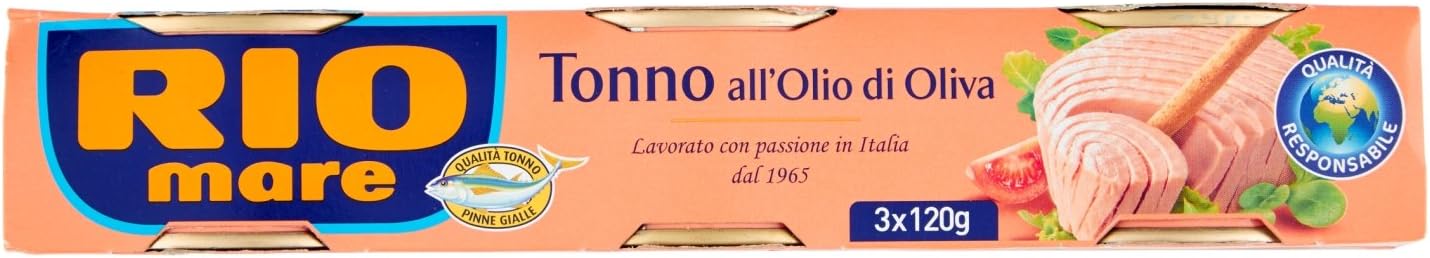 RIO
mare
QUALITÀ TONNO
PINNE GIALLE
Tonno all'Olio di Oliva
Lavorato con passione in Italia
dal 1965
3x120g
QUALITÀ
RESPONSABILE